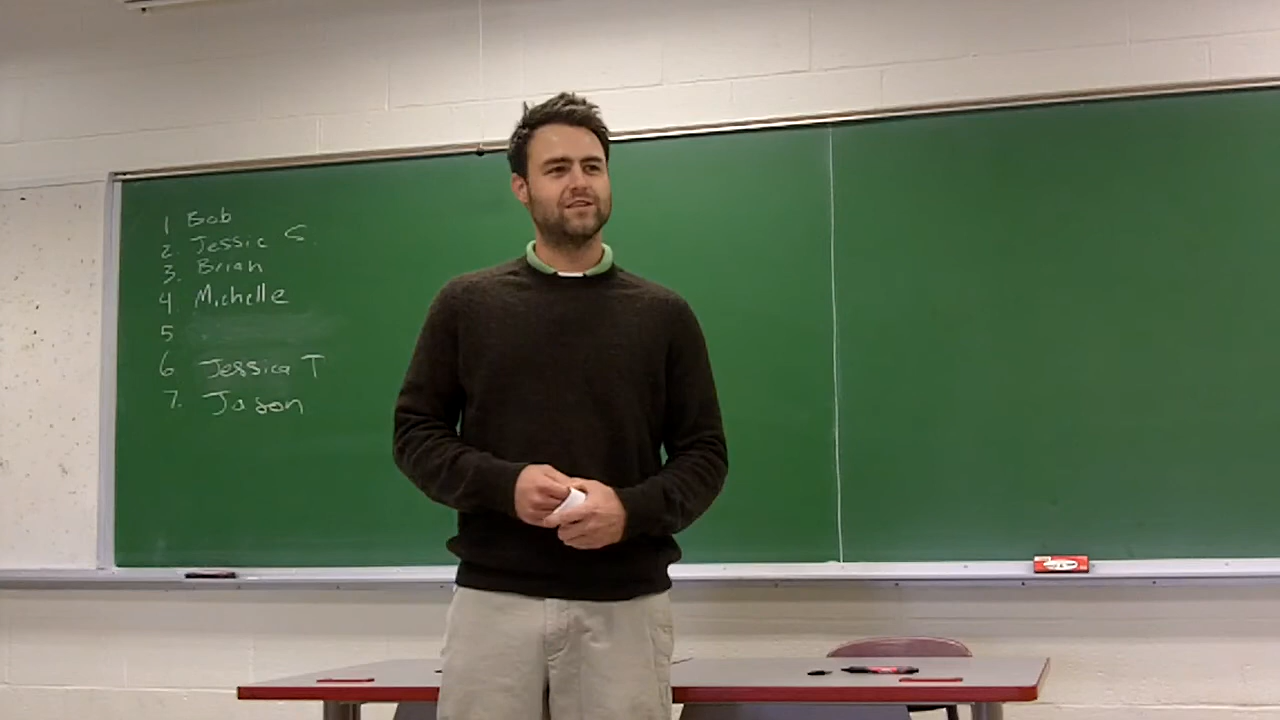 1 Bob
2. Jessic S.
3. Brian
4 Michelle
5
6 Jessica T
7. Jason